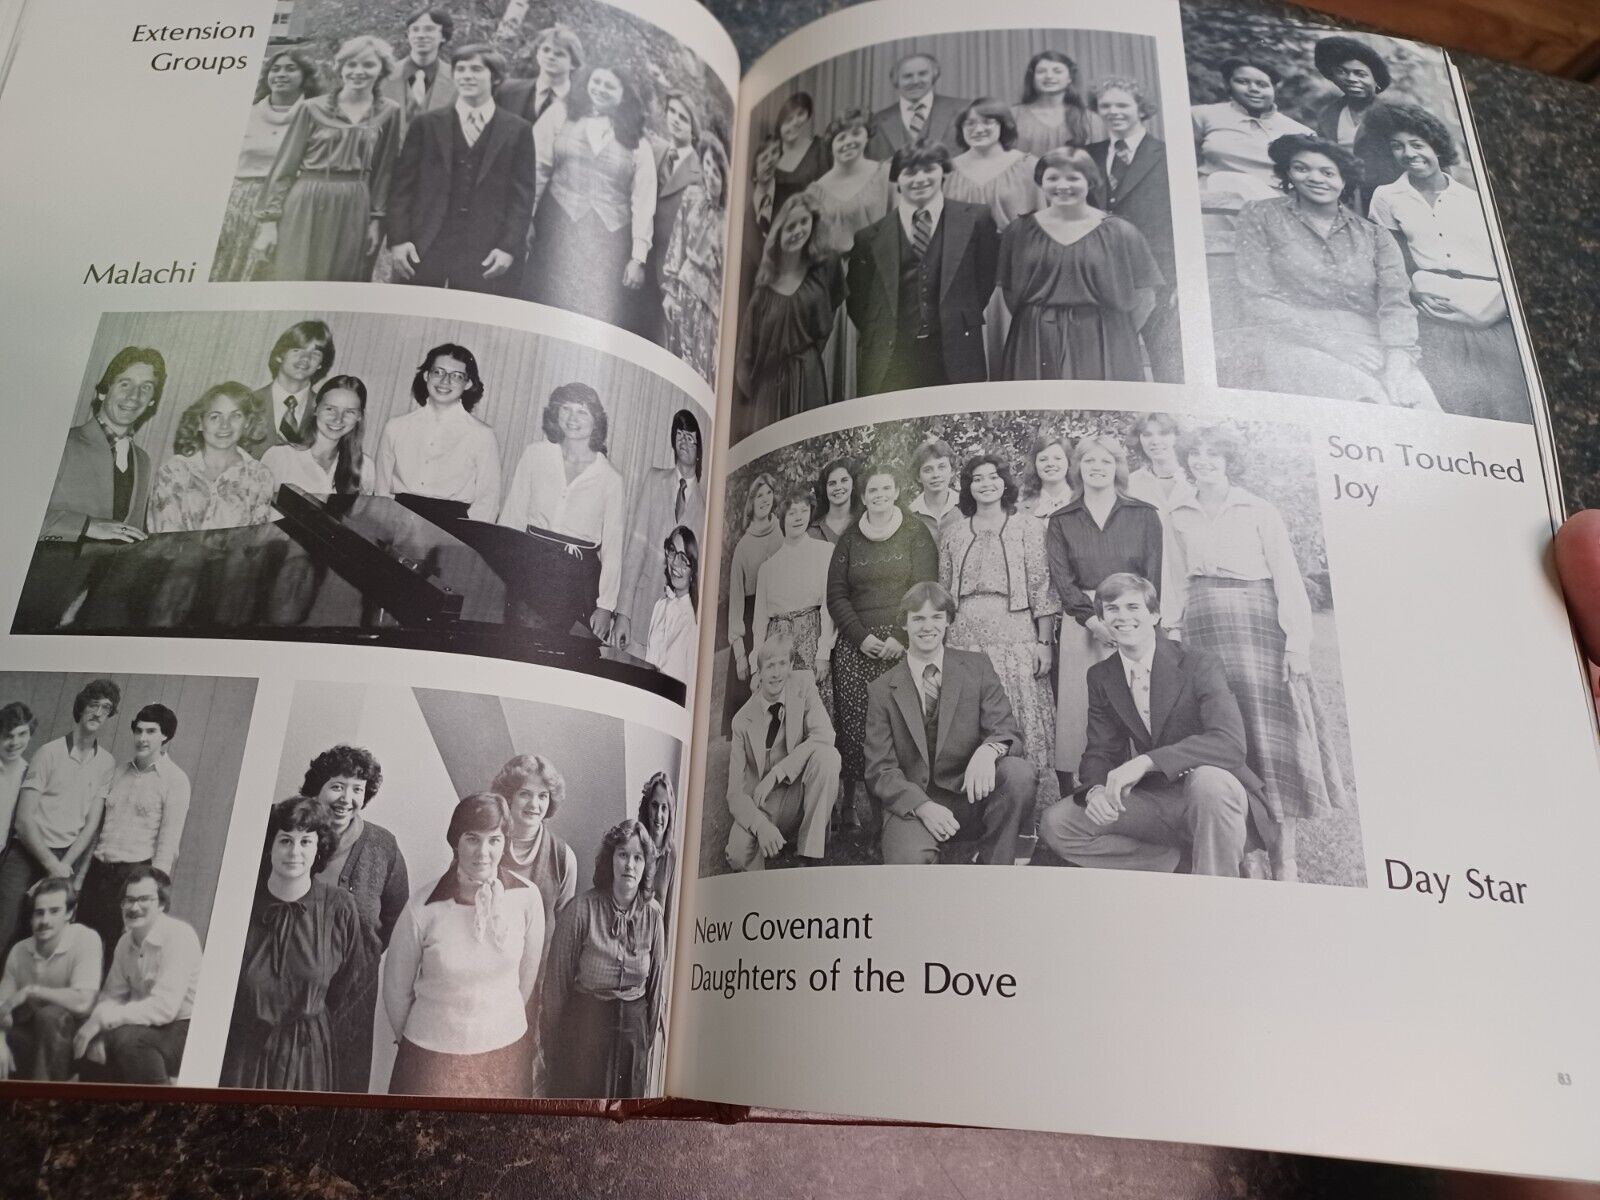 Extension
Groups
Malachi
Son Touched
Joy
Day Star
New Covenant
Daughters of the Dove
83